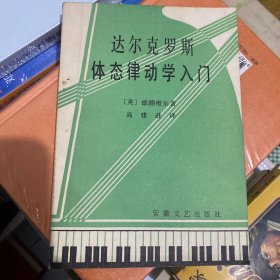 达尔克罗斯
体态律动学入门
〔英〕德赖维尔著
高建进译
安徽文艺出版社